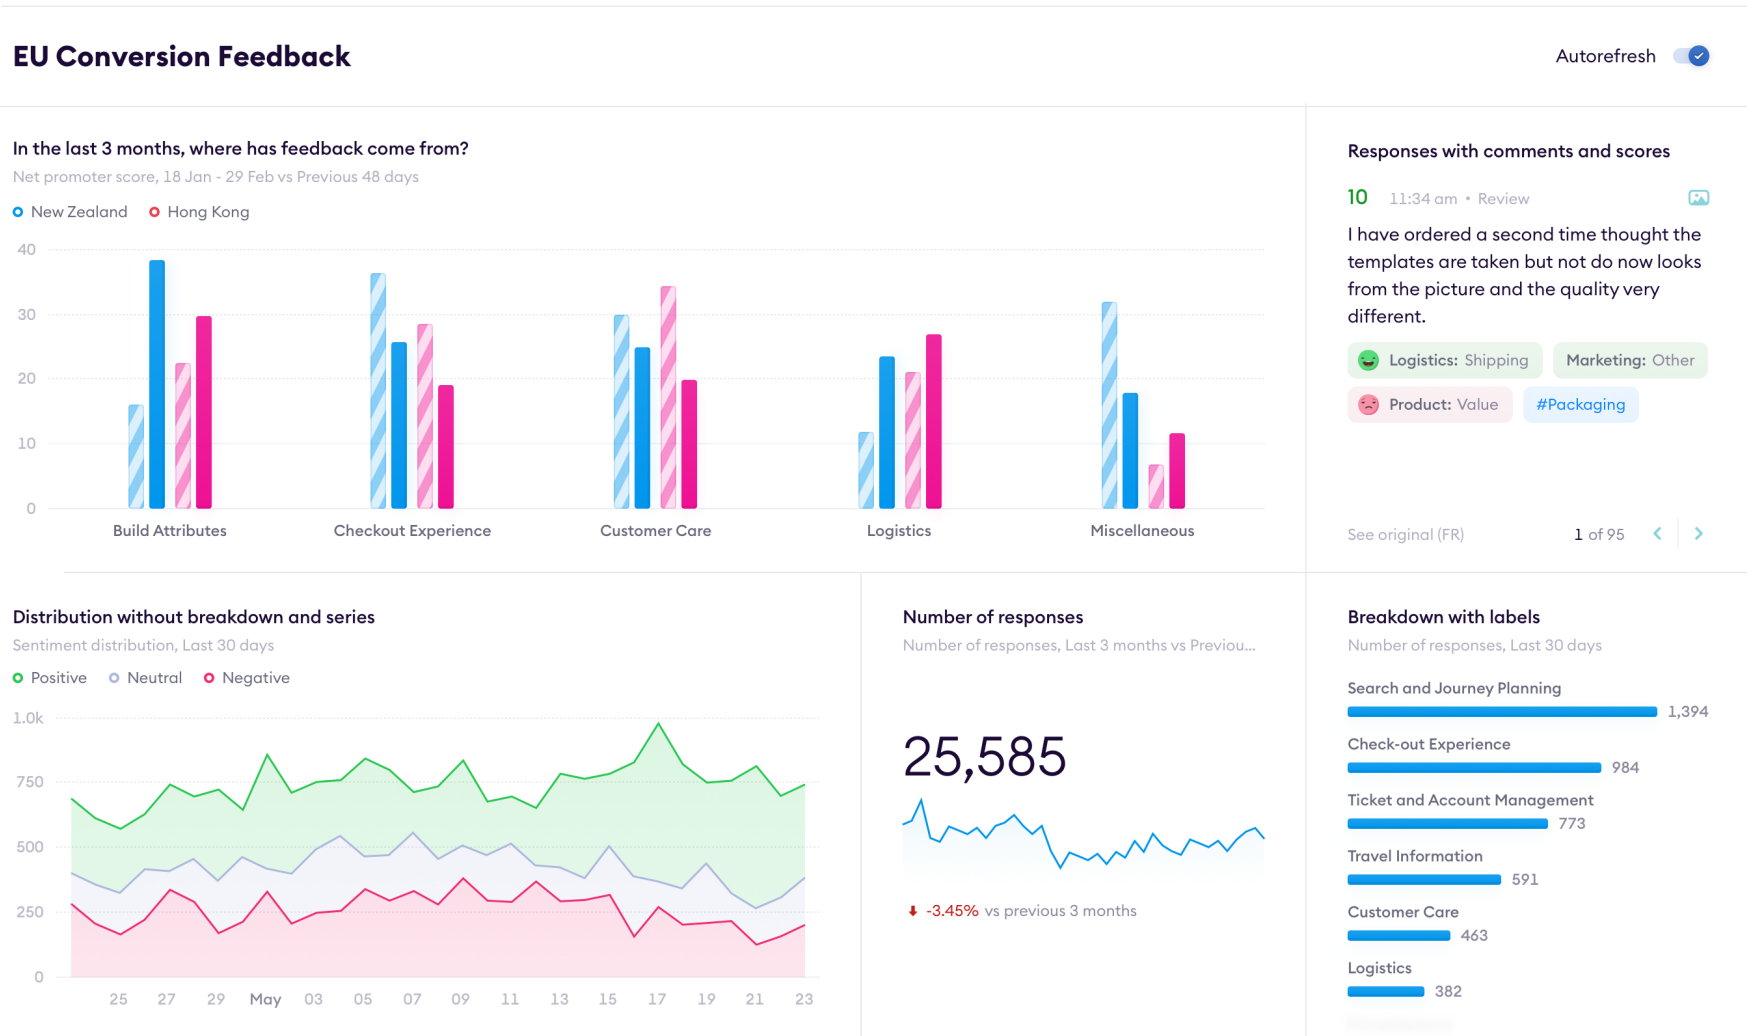 EU Conversion Feedback
Autorefresh
In the last 3 months, where has feedback come from?
Net promoter score, 18 Jan - 29 Feb vs Previous 48 days
New Zealand
Hong Kong
40
30
20
10
0
Build Attributes
Checkout Experience
Customer Care
Logistics
Miscellaneous
Responses with comments and scores
10
11:34 am • Review
I have ordered a second time thought the
templates are taken but not do now looks
from the picture and the quality very
different.
Logistics: Shipping
Marketing: Other
Product: Value
#Packaging
See original (FR)
1 of 95
Distribution without breakdown and series
Sentiment distribution, Last 30 days
Positive
Neutral
Negative
1.0k
750
500
250
0
25
27
29
May
03
05
07
09
11
13
15
17
19
21
23
Number of responses
Number of responses, Last 3 months vs Previou...
25,585
-3.45% vs previous 3 months
Breakdown with labels
Number of responses, Last 30 days
Search and Journey Planning
1,394
Check-out Experience
984
Ticket and Account Management
773
Travel Information
591
Customer Care
463
Logistics
382